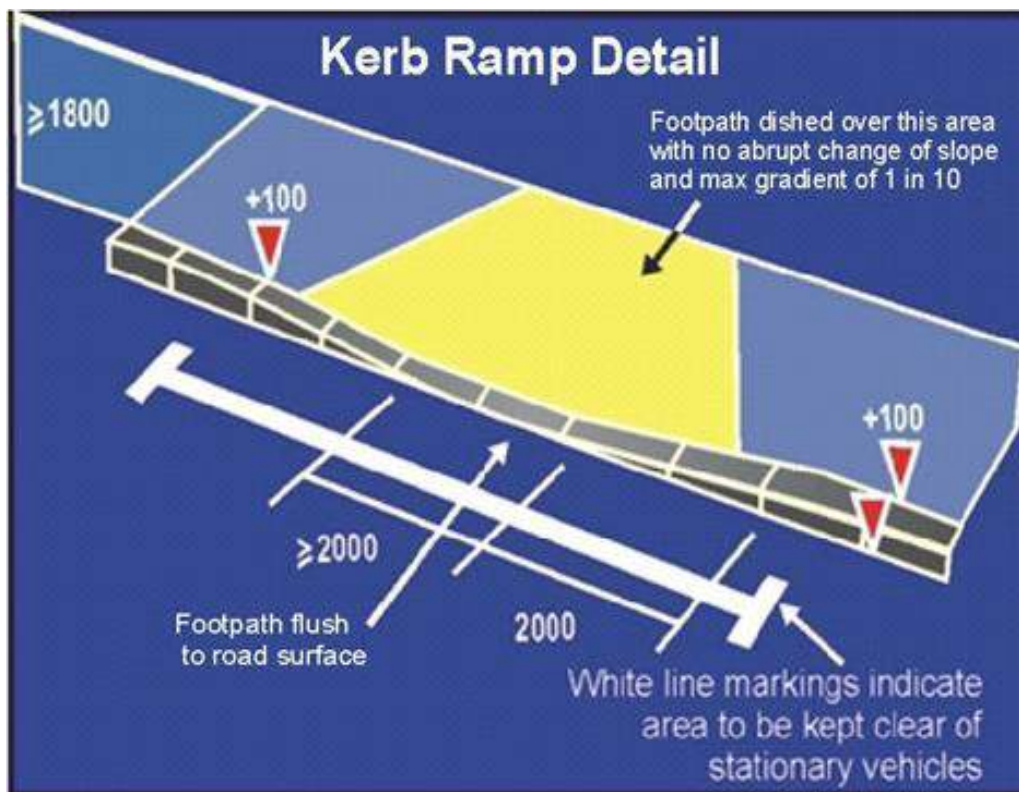 Kerb Ramp Detail
⩾1800
Footpath dished over this area
with no abrupt change of slope
and max gradient of 1 in 10
+100
+100
⩾2000
2000
Footpath flush
to road surface
White line markings indicate
area to be kept clear of
stationary vehicles